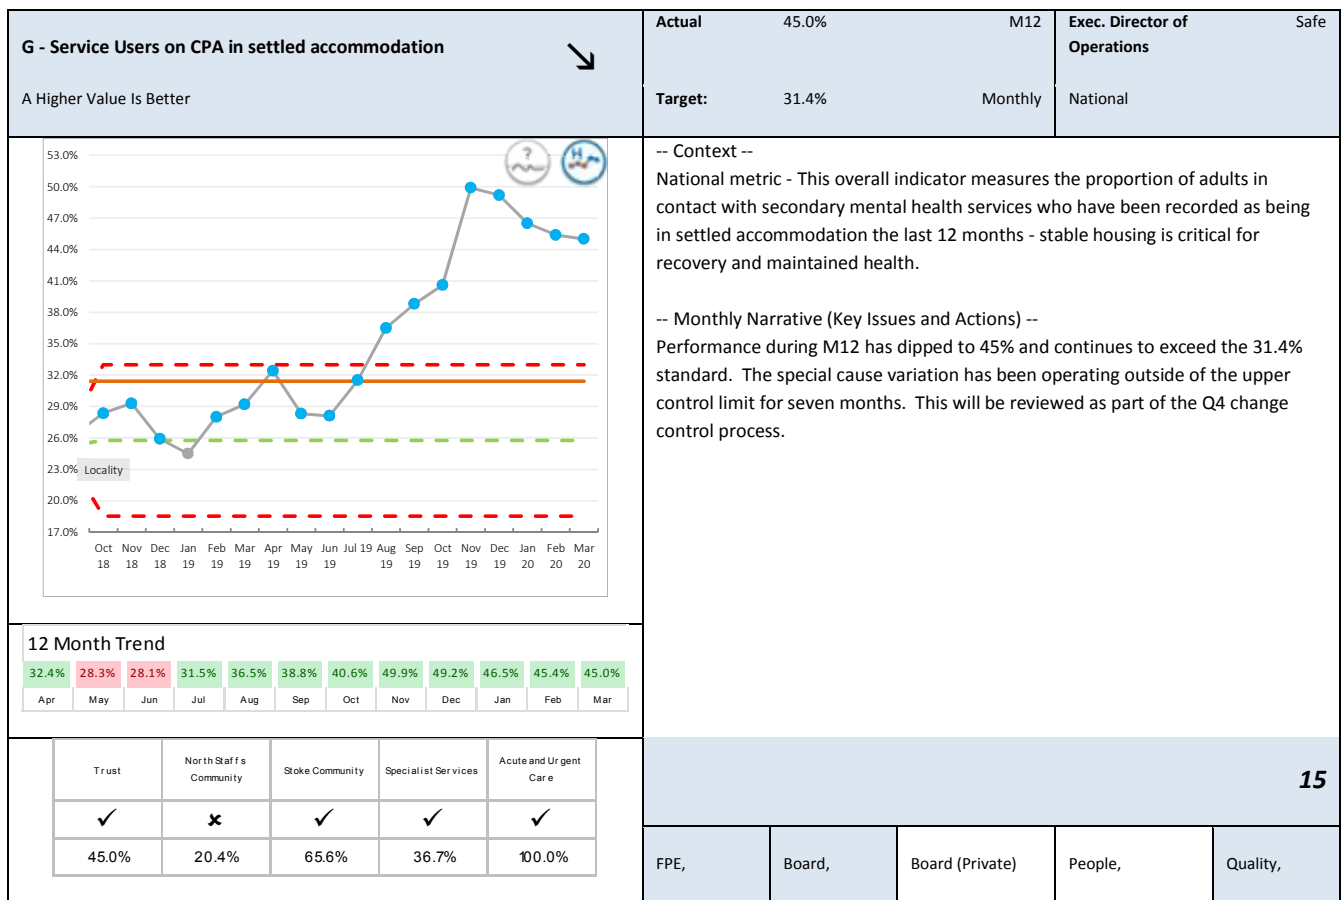 G - Service Users on CPA in settled accommodation
A Higher Value Is Better
Actual 45.0% M12
Target: 31.4% Monthly
Exec. Director of Safe
Operations
National
53.0%
50.0%
47.0%
44.0%
41.0%
38.0%
35.0%
32.0%
29.0%
26.0%
23.0%
20.0%
17.0%
? H
Locality
Oct Nov Dec Jan Feb Mar Apr May Jun Jul 19 Aug Sep Oct Nov Dec Jan Feb Mar
18 18 18 19 19 19 19 19 19 19 19 19 19 19 20 20 20
-- Context --
National metric - This overall indicator measures the proportion of adults in
contact with secondary mental health services who have been recorded as being
in settled accommodation the last 12 months - stable housing is critical for
recovery and maintained health.
-- Monthly Narrative (Key Issues and Actions) --
Performance during M12 has dipped to 45% and continues to exceed the 31.4%
standard. The special cause variation has been operating outside of the upper
control limit for seven months. This will be reviewed as part of the Q4 change
control process.
12 Month Trend
32.4% 28.3% 28.1% 31.5% 36.5% 38.8% 40.6% 49.9% 49.2% 46.5% 45.4% 45.0%
Apr May Jun Jul Aug Sep Oct Nov Dec Jan Feb Mar
Trust North Staffs Community Stoke Community Specialist Services Acute and Urgent Care
✓ ✗ ✓ ✓ ✓
45.0% 20.4% 65.6% 36.7% 100.0%
15
FPE, Board, Board (Private) People, Quality,